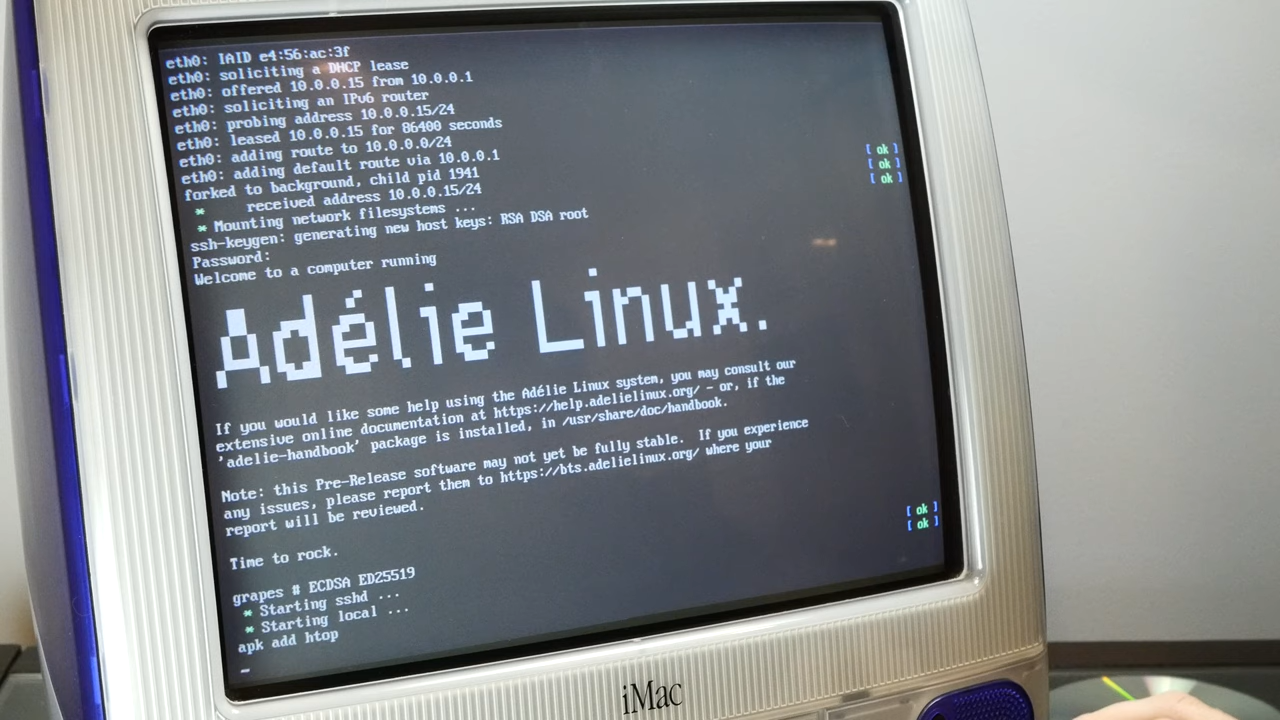 eth0: IAID e4:56:ac:3f
eth0: soliciting a DHCP lease
eth0: offered 10.0.0.15 from 10.0.0.1
eth0: soliciting an IPv6 router
eth0: probing address 10.0.0.15/24
eth0: leased 10.0.0.15 for 86400 seconds
eth0: adding route to 10.0.0.0/24
eth0: adding default route via 10.0.0.1
forked to background, child pid 1941
[ ok ]
* received address 10.0.0.15/24
[ ok ]
* Mounting network filesystems ...
[ ok ]
ssh-keygen: generating new host keys: RSA DSA root
Password:
Welcome to a computer running
Adélie Linux.
If you would like some help using the Adélie Linux system, you may consult our
extensive online documentation at https://help.adelielinux.org/ - or, if the
'adelie-handbook' package is installed, in /usr/share/doc/handbook.
Note: this Pre-Release software may not yet be fully stable.  If you experience
any issues, please report them to https://bts.adelielinux.org/ where your
report will be reviewed.
Time to rock.
grapes # ECDSA ED25519
* Starting sshd ...
[ ok ]
* Starting local ...
[ ok ]
apk add htop
_
iMac